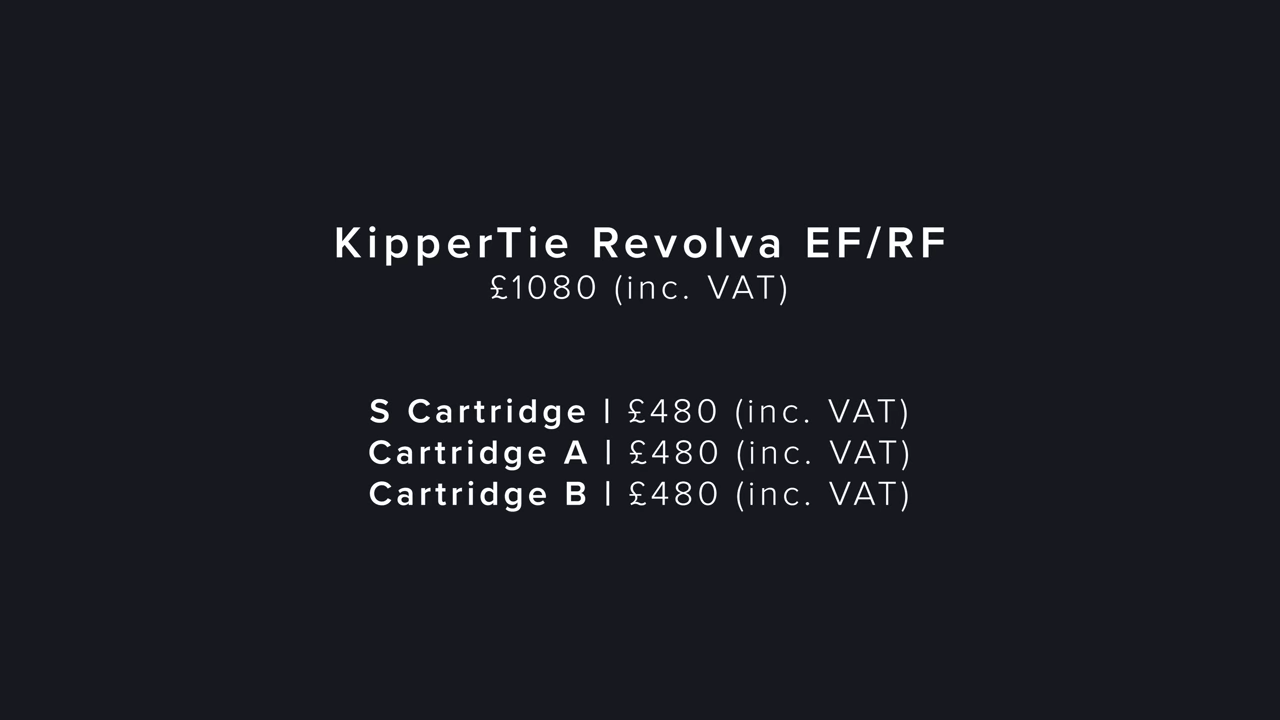 KipperTie Revolva EF/RF
£1080 (inc. VAT)
S Cartridge | £480 (inc. VAT)
Cartridge A | £480 (inc. VAT)
Cartridge B | £480 (inc. VAT)